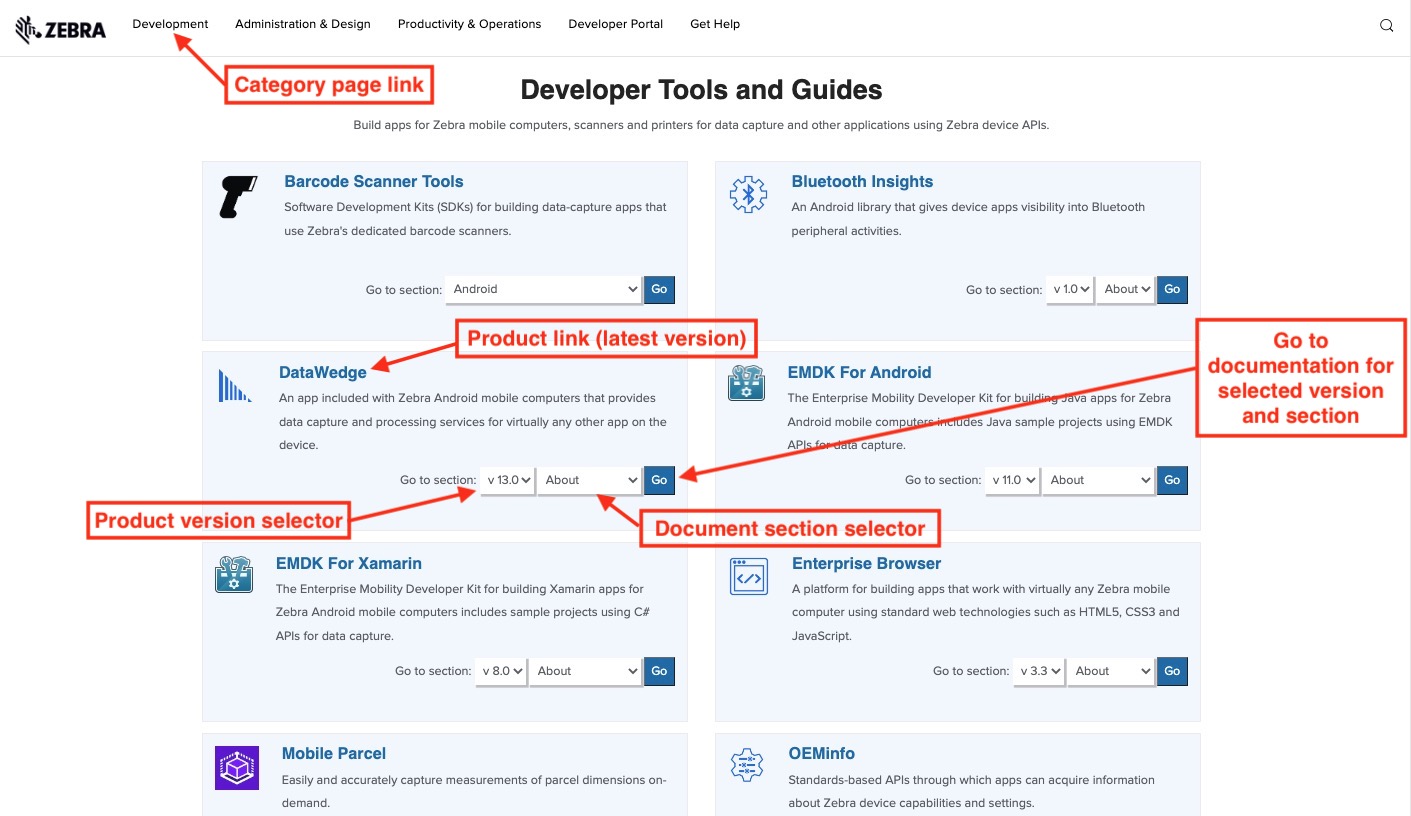 ZEBRA
Development
Administration & Design
Productivity & Operations
Developer Portal
Get Help
Category page link
Developer Tools and Guides
Build apps for Zebra mobile computers, scanners and printers for data capture and other applications using Zebra device APIs.
Barcode Scanner Tools
Software Development Kits (SDKs) for building data-capture apps that
use Zebra's dedicated barcode scanners.
Go to section: Android Go
Bluetooth Insights
An Android library that gives device apps visibility into Bluetooth
peripheral activities.
Go to section: v 1.0 About Go
Product link (latest version)
DataWedge
An app included with Zebra Android mobile computers that provides
data capture and processing services for virtually any other app on the
device.
Go to section: v 13.0 About Go
EMDK For Android
The Enterprise Mobility Developer Kit for building Java apps for Zebra
Android mobile computers includes Java sample projects using EMDK
APIs for data capture.
Go to section: v 11.0 About Go
Go to
documentation for
selected version
and section
Product version selector
Document section selector
EMDK For Xamarin
The Enterprise Mobility Developer Kit for building Xamarin apps for
Zebra Android mobile computers includes sample projects using C#
APIs for data capture.
Go to section: v 8.0 About Go
Enterprise Browser
A platform for building apps that work with virtually any Zebra mobile
computer using standard web technologies such as HTML5, CSS3 and
JavaScript.
Go to section: v 3.3 About Go
Mobile Parcel
Easily and accurately capture measurements of parcel dimensions on-
demand.
OEMinfo
Standards-based APIs through which apps can acquire information
about Zebra device capabilities and settings.